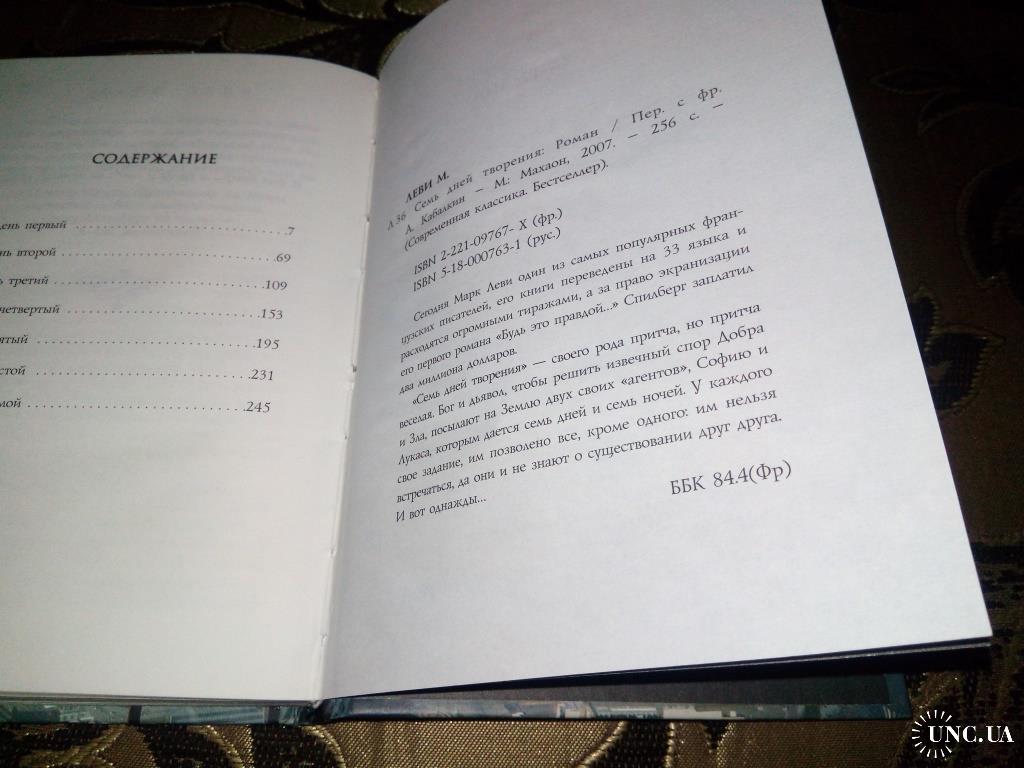 СОДЕРЖАНИЕ
день первый . . . . . . . . . . . . . . . . . . . . . . . . . . . . .7
нь второй . . . . . . . . . . . . . . . . . . . . . . . . . . . . .69
ь третий . . . . . . . . . . . . . . . . . . . . . . . . . . . . .109
четвертый . . . . . . . . . . . . . . . . . . . . . . . . . . . . .153
ятый . . . . . . . . . . . . . . . . . . . . . . . . . . . . .195
стой . . . . . . . . . . . . . . . . . . . . . . . . . . . . .231
мой . . . . . . . . . . . . . . . . . . . . . . . . . . . . .245
ЛЕВИ М.
Л 36 Семь дней творения: Роман / Пер. с фр.
А. Кабалкин – М.: Махаон, 2007. – 256 с. –
(Современная классика. Бестселлер).
ISBN 2-221-09767- X (фр.)
ISBN 5-18-000763-1 (рус.)
Сегодня Марк Леви один из самых популярных фран-
цузских писателей, его книги переведены на 33 языка и
расходятся огромными тиражами, а за право экранизации
его первого романа «Будь это правдой...» Спилберг заплатил
два миллиона долларов.
«Семь дней творения» — своего рода притча, но притча
веселая. Бог и дьявол, чтобы решить извечный спор Добра
и Зла, посылают на Землю двух своих «агентов», Софию и
Лукаса, которым дается семь дней и семь ночей. У каждого
свое задание, им позволено все, кроме одного: им нельзя
встречаться, да они и не знают о существовании друг друга.
И вот однажды...
ББК 84.4(Фр)
UNC.UA